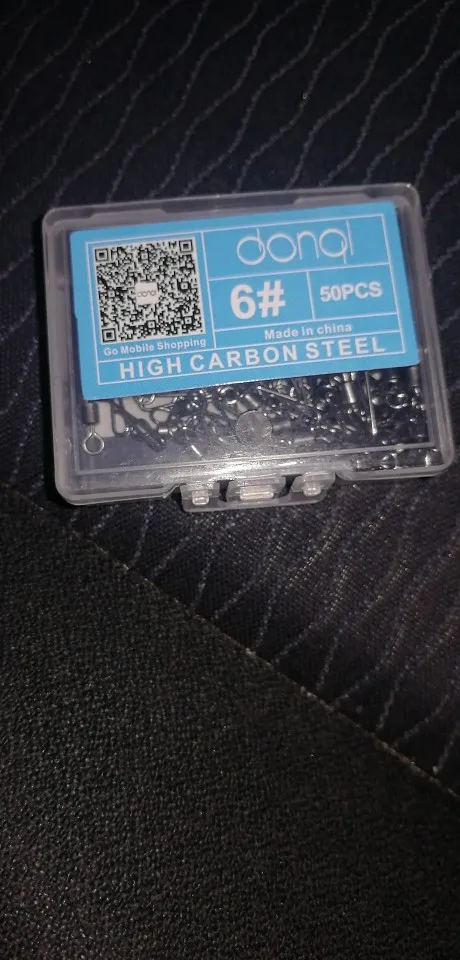 donql
6#
50PCS
Made in china
Go Mobile Shopping
HIGH CARBON STEEL